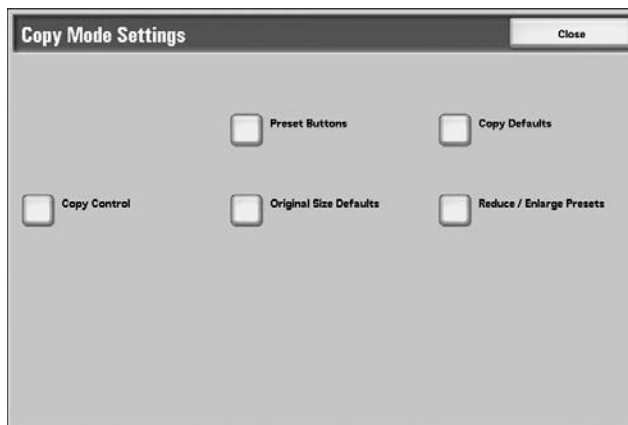 Copy Mode Settings
Close
Preset Buttons
Copy Defaults
Copy Control
Original Size Defaults
Reduce / Enlarge Presets